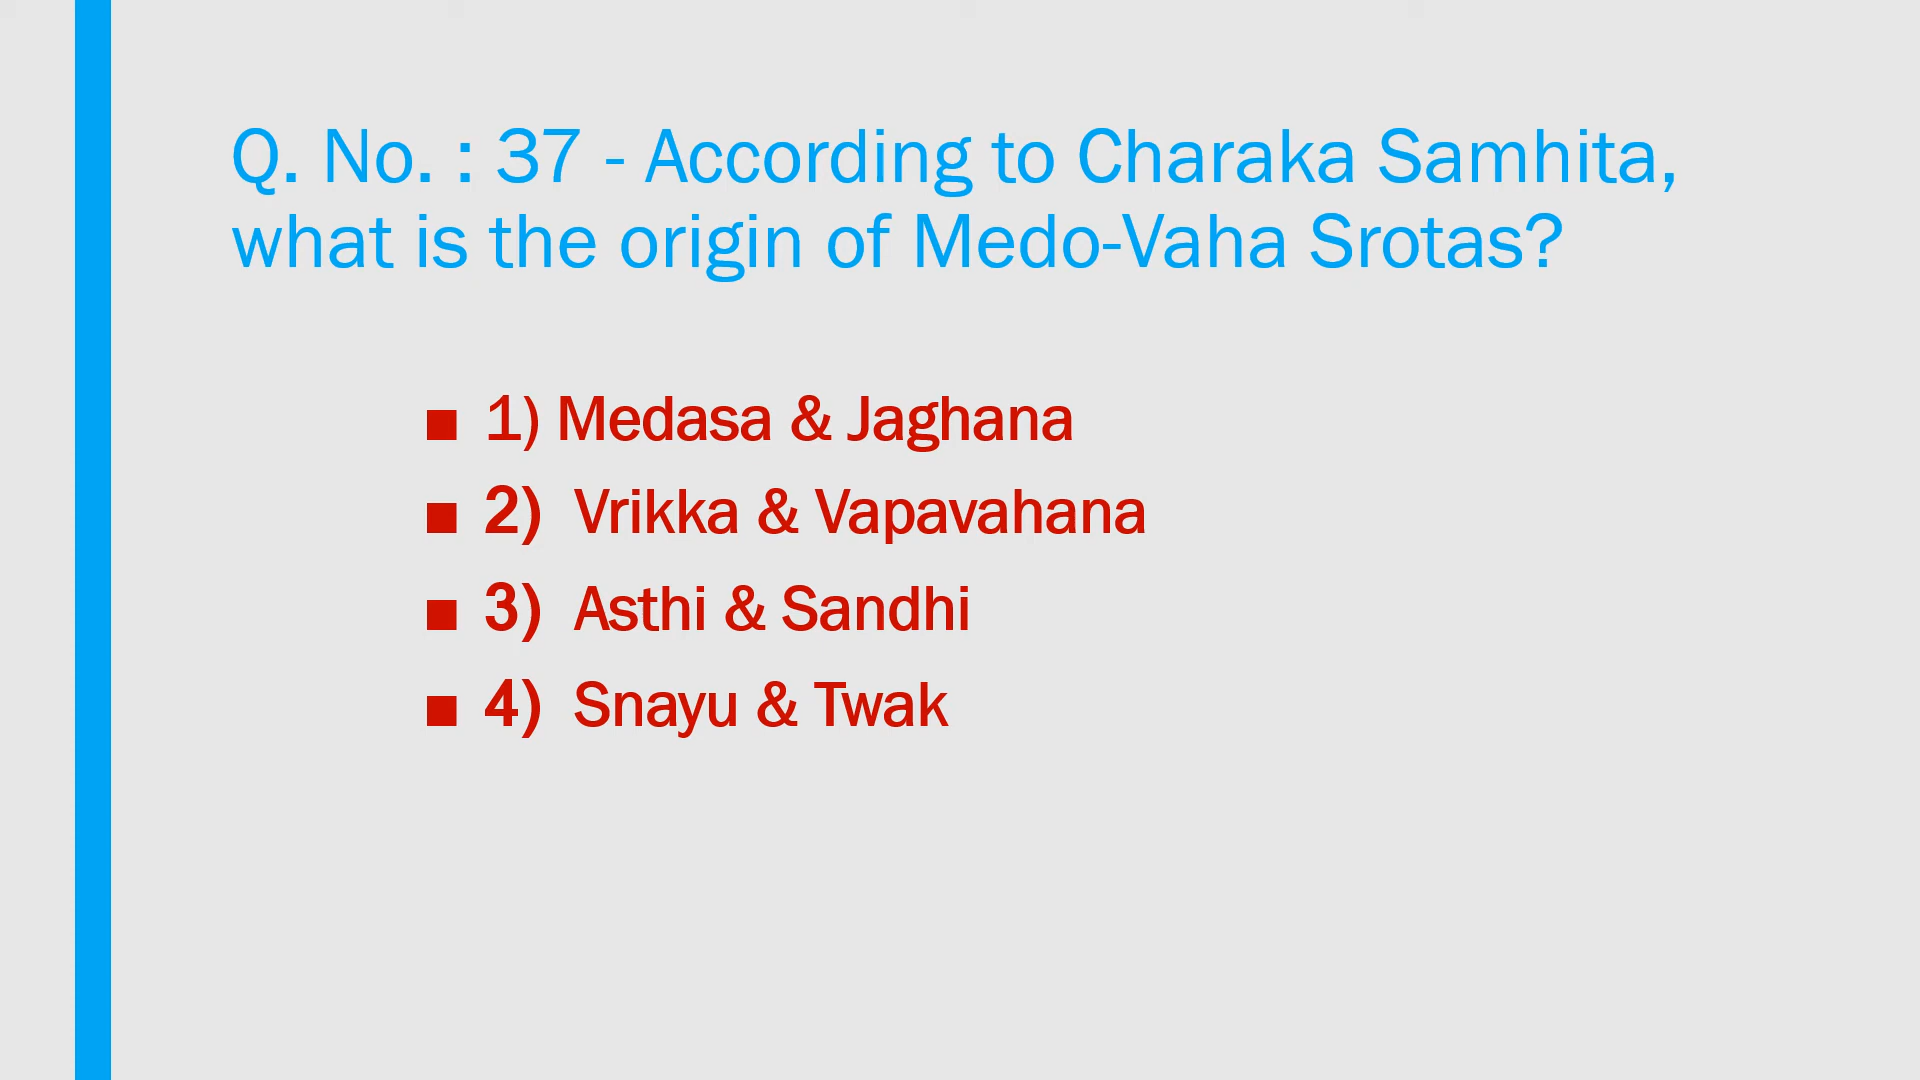 Q. No. : 37 - According to Charaka Samhita,
what is the origin of Medo-Vaha Srotas?
■ 1) Medasa & Jaghana
■ 2) Vrikka & Vapavahana
■ 3) Asthi & Sandhi
■ 4) Snayu & Twak